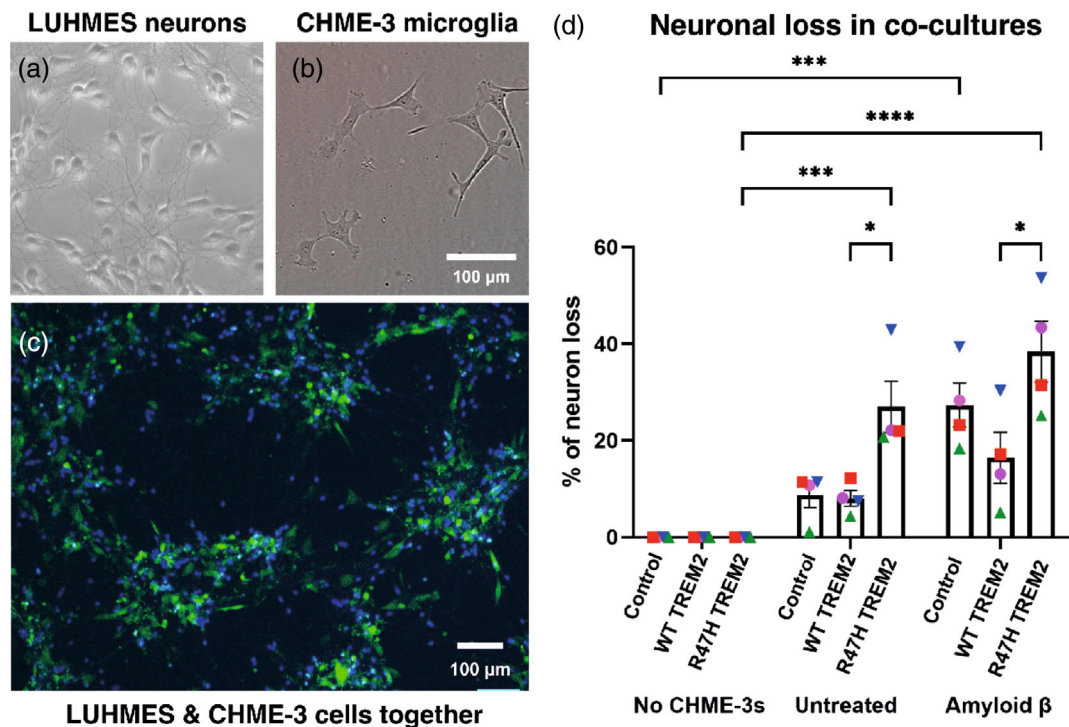 LUHMES neurons
CHME-3 microglia
(d)
Neuronal loss in co-cultures
(a)
(b)
100 µm
(c)
100 µm
LUHMES & CHME-3 cells together
***
****
***
*
*
% of neuron loss
60
40
20
0
Control
WT TREM2
R47H TREM2
Control
WT TREM2
R47H TREM2
Control
WT TREM2
R47H TREM2
No CHME-3s
Untreated
Amyloid β